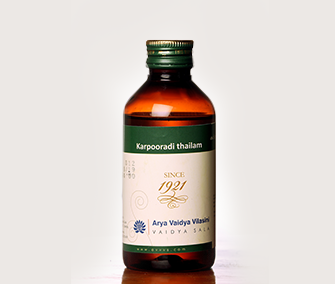 Karpooradi thailam
SINCE
1921
Arya Vaidya Vilasini
VAIDYA SALA